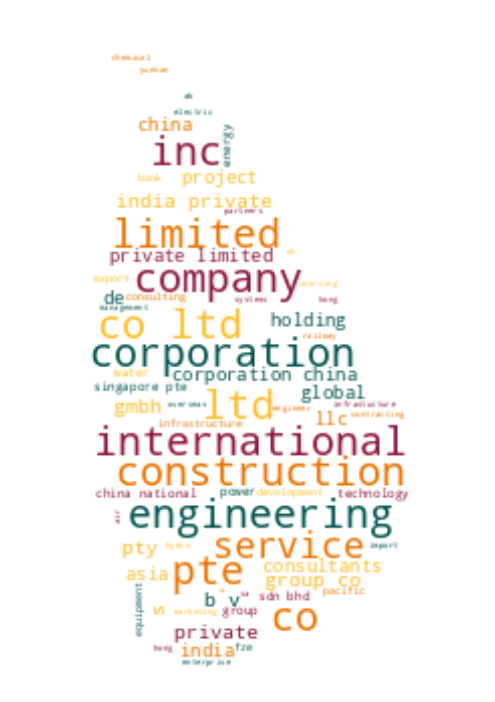 chemical
yunnan
ab
electric
china
energy
inc
bank project
india private
partners
limited
private limited
company
export sourcing
de consulting systems hong
management
co ltd holding
railway
corporation
water corporation china
singapore pte global
gmbh overseas ltd engineer infrastucture
llc contracting
infrastructure
international
construction
china national power development technology
air engineering
service
pty hydro import
asia pte consultants
group co
equipment b v sdn bhd pacific
s marketing group co
private
hong india fze
enterprise